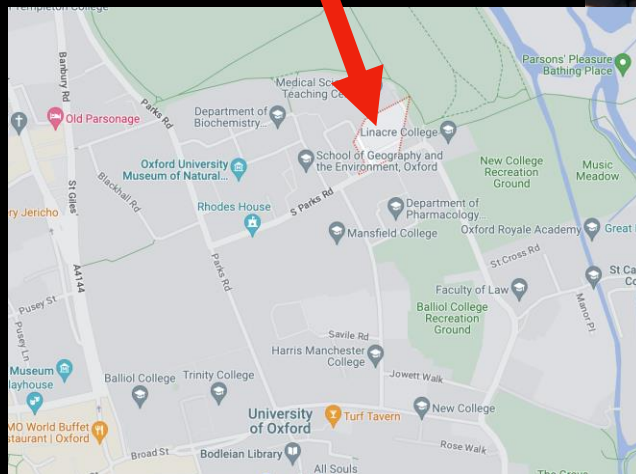 Templeton College
Parsons' Pleasure
Bathing Place
Banbury Rd
Parks Rd
Medical Sci
Teaching Ce
Department of
Biochemistry...
Old Parsonage
Linacre College
School of Geography and
the Environment, Oxford
Oxford University
Museum of Natural...
New College
Recreation
Ground
Music
Meadow
Blackhall Rd
St Giles'
Rhodes House
S Parks Rd
Department of
Pharmacology...
ry Jericho
Mansfield College
Oxford Royale Academy
Great
St Cross Rd
A4144
Parks Rd
St Ca
Co
Faculty of Law
Manor Pl
Balliol College
Recreation
Ground
Pusey St
Pusey Ln
Savile Rd
Harris Manchester
College
Museum
layhouse
Balliol College
Trinity College
Jowett Walk
University
of Oxford
Turf Tavern
New College
MO World Buffet
staurant | Oxford
Broad St
Bodleian Library
Rose Walk
All Souls
The Grove